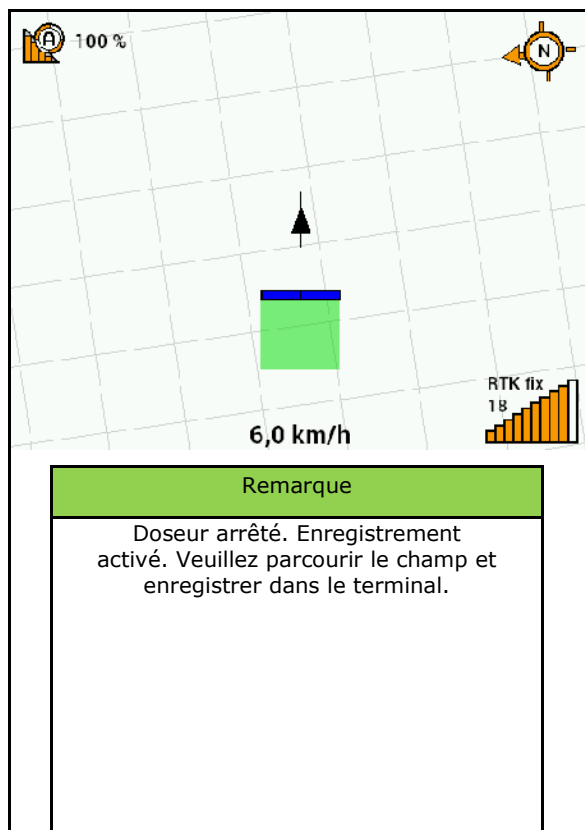 A 100 %
N
RTK fix
18
6,0 km/h
Remarque
Doseur arrêté. Enregistrement
activé. Veuillez parcourir le champ et
enregistrer dans le terminal.